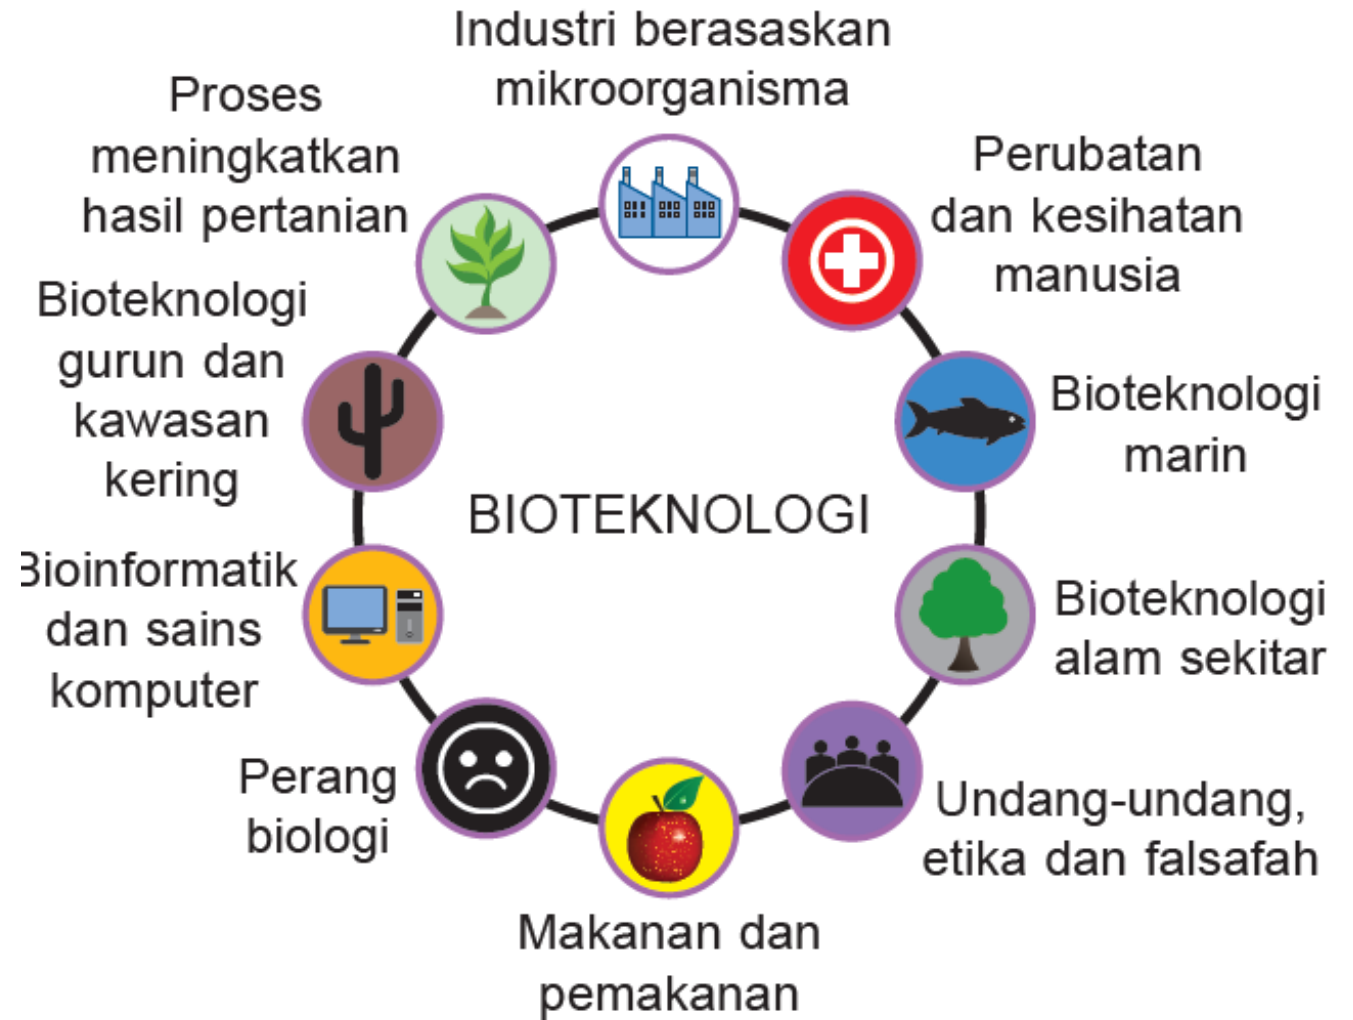 Industri berasaskan
mikroorganisma
Perubatan
dan kesihatan
manusia
Bioteknologi
marin
Bioteknologi
alam sekitar
Undang-undang,
etika dan falsafah
Makanan dan
pemakanan
Perang
biologi
Bioinformatik
dan sains
komputer
Bioteknologi
gurun dan
kawasan
kering
Proses
meningkatkan
hasil pertanian
BIOTEKNOLOGI